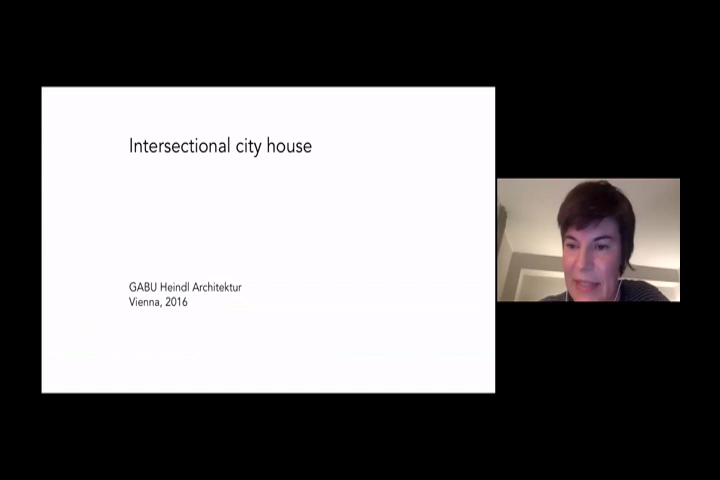 Intersectional city house
GABU Heindl Architektur
Vienna, 2016